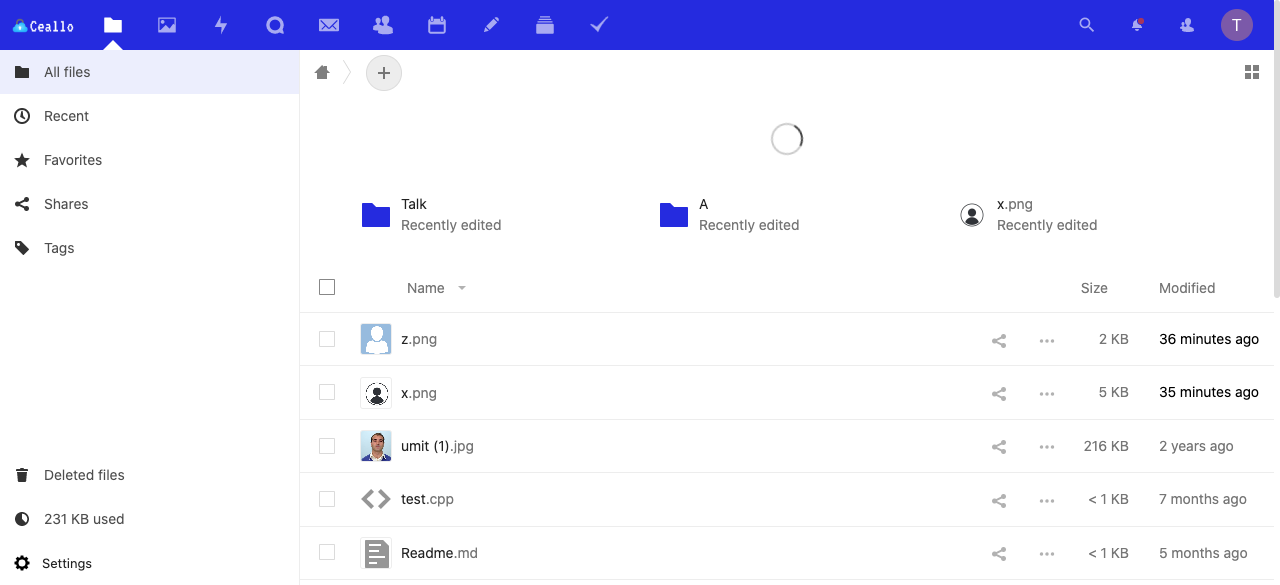 Ceallo
T
All files
Recent
Favorites
Shares
Tags
Deleted files
231 KB used
Settings
Talk
Recently edited
A
Recently edited
x.png
Recently edited
Name Size Modified
z.png 2 KB 36 minutes ago
x.png 5 KB 35 minutes ago
umit (1).jpg 216 KB 2 years ago
test.cpp < 1 KB 7 months ago
Readme.md < 1 KB 5 months ago